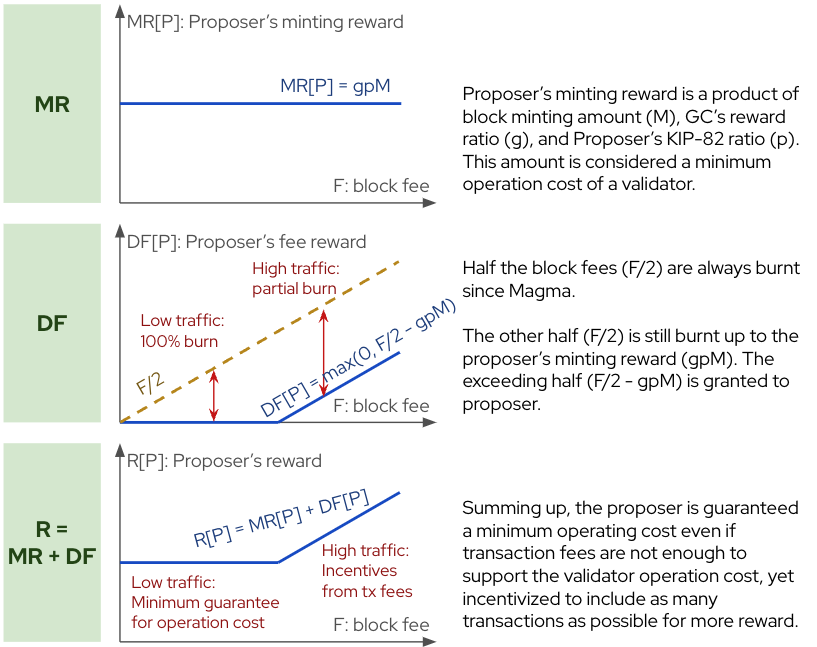 MR
MR[P]: Proposer's minting reward
MR[P] = gpM
F: block fee
Proposer's minting reward is a product of
block minting amount (M), GC's reward
ratio (g), and Proposer's KIP-82 ratio (p).
This amount is considered a minimum
operation cost of a validator.
DF
DF[P]: Proposer's fee reward
High traffic:
partial burn
Low traffic:
100% burn
F/2
DF[P] = max(0, F/2 - gpM)
F: block fee
Half the block fees (F/2) are always burnt
since Magma.
The other half (F/2) is still burnt up to the
proposer's minting reward (gpM). The
exceeding half (F/2 - gpM) is granted to
proposer.
R =
MR + DF
R[P]: Proposer's reward
R[P] = MR[P] + DF[P]
High traffic:
Incentives
from tx fees
Low traffic:
Minimum guarantee
for operation cost
F: block fee
Summing up, the proposer is guaranteed
a minimum operating cost even if
transaction fees are not enough to
support the validator operation cost, yet
incentivized to include as many
transactions as possible for more reward.